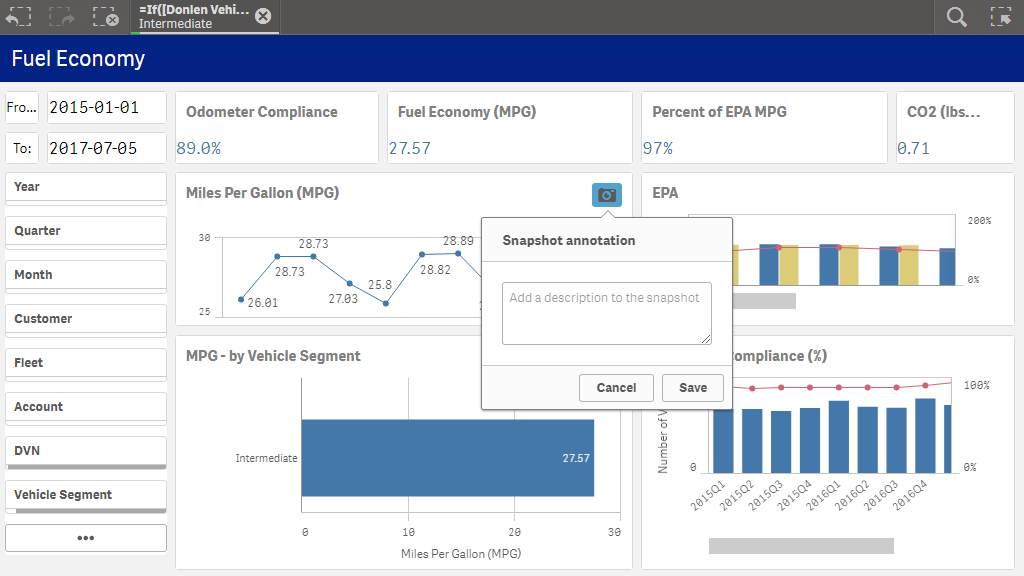 =If([Donlen Vehi...
Intermediate
Fuel Economy
Fro...
2015-01-01
To:
2017-07-05
Year
Quarter
Month
Customer
Fleet
Account
DVN
Vehicle Segment
•••
Odometer Compliance
89.0%
Fuel Economy (MPG)
27.57
Percent of EPA MPG
97%
CO2 (lbs...
0.71
Miles Per Gallon (MPG)
30
25
26.01
28.73
28.73
27.03
25.8
28.82
28.89
EPA
200%
0%
Snapshot annotation
Add a description to the snapshot
Cancel
Save
MPG - by Vehicle Segment
Intermediate
27.57
0
10
20
30
Miles Per Gallon (MPG)
ompliance (%)
Number of V
0
100%
0%
2015Q1
2015Q2
2015Q3
2015Q4
2016Q1
2016Q2
2016Q3
2016Q4